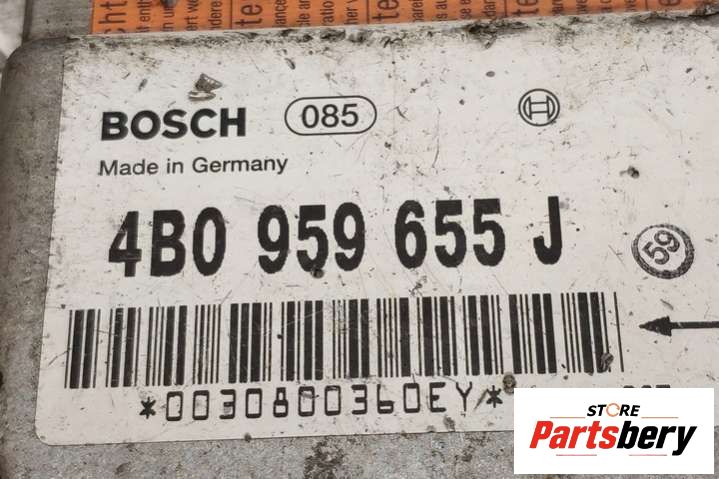 BOSCH 085
Made in Germany
4B0 959 655 J
59
*0030800360EY*
STORE
Partsbery